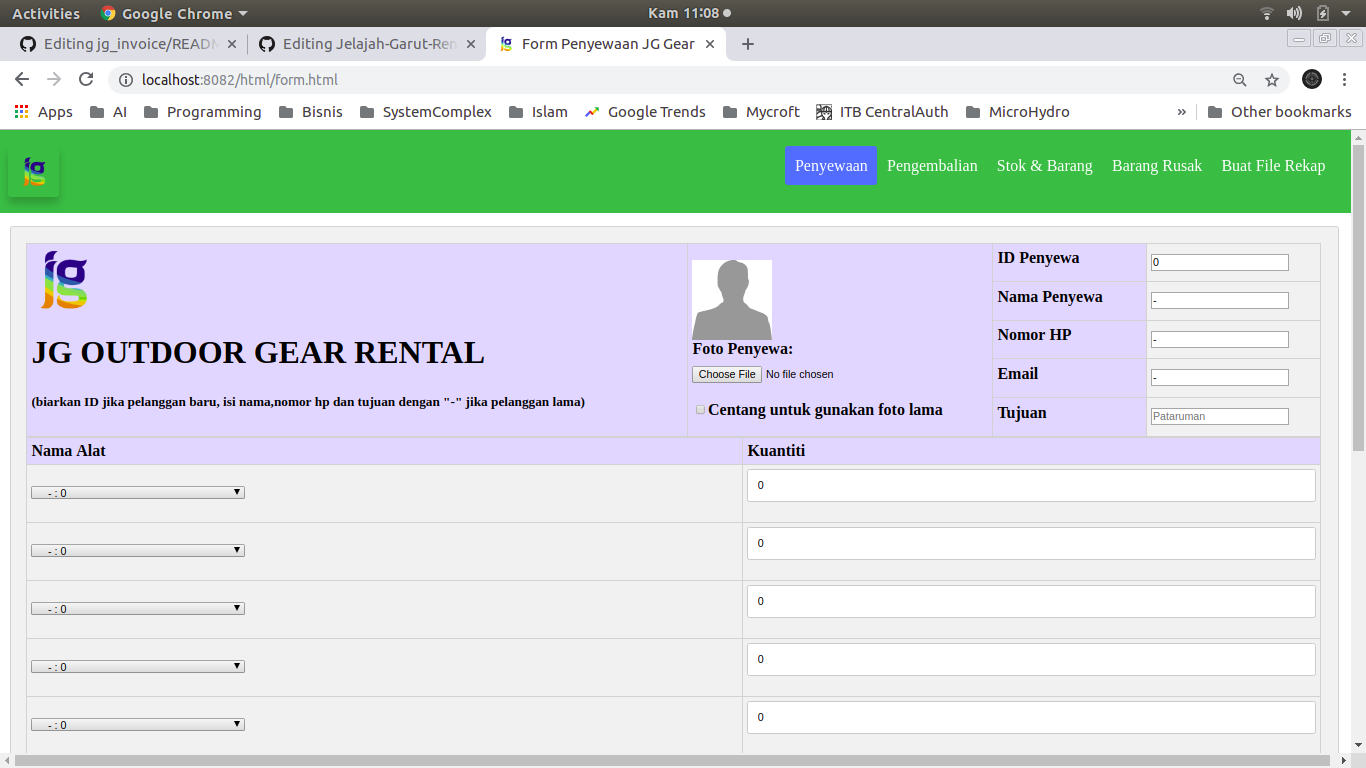 Activities Google Chrome Kam 11:08
Editing jg_invoice/READM Editing Jelajah-Garut-Ren Form Penyewaan JG Gear
localhost:8082/html/form.html
Apps AI Programming Bisnis SystemComplex Islam Google Trends Mycroft ITB CentralAuth MicroHydro » Other bookmarks
jg Penyewaan Pengembalian Stok & Barang Barang Rusak Buat File Rekap
jg
JG OUTDOOR GEAR RENTAL
(biarkan ID jika pelanggan baru, isi nama,nomor hp dan tujuan dengan "-" jika pelanggan lama)
Foto Penyewa:
Choose File No file chosen
Centang untuk gunakan foto lama
ID Penyewa 0
Nama Penyewa -
Nomor HP -
Email -
Tujuan Pataruman
Nama Alat Kuantiti
- : 0 0
- : 0 0
- : 0 0
- : 0 0
- : 0 0